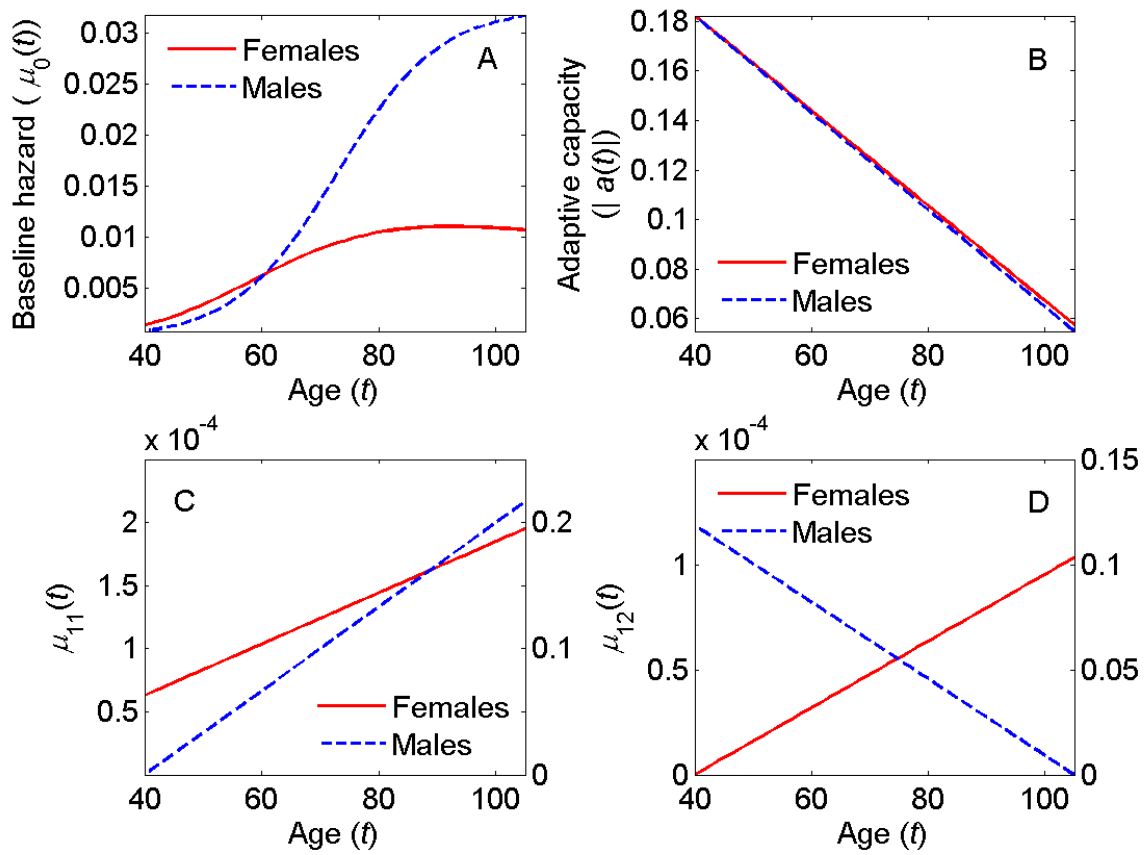 Baseline hazard ( μ0(t))
0.03
0.025
0.02
0.015
0.01
0.005
Females
Males
A
40
60
80
100
Age (t)
Adaptive capacity
(| a(t)|)
0.18
0.16
0.14
0.12
0.1
0.08
0.06
B
Females
Males
40
60
80
100
Age (t)
x 10-4
μ11(t)
2
1.5
1
0.5
C
Females
Males
0.2
0.1
0
40
60
80
100
Age (t)
x 10-4
μ12(t)
1
0.5
0
Females
Males
D
0.15
0.1
0.05
0
40
60
80
100
Age (t)